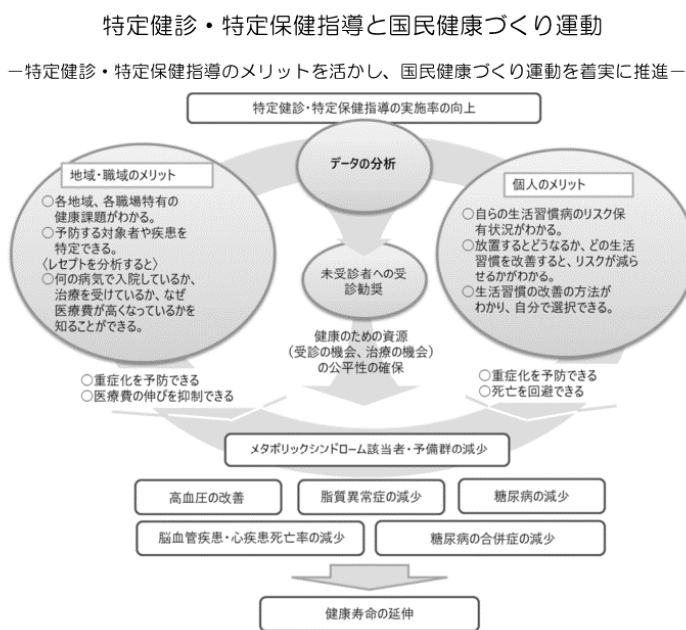 特定健診・特定保健指導と国民健康づくり運動
－特定健診・特定保健指導のメリットを活かし、国民健康づくり運動を着実に推進－
特定健診・特定保健指導の実施率の向上
データの分析
地域・職域のメリット
○各地域、各職場特有の
健康課題がわかる。
○予防する対象者や疾患を
特定できる。
〈レセプトを分析すると〉
○何の病気で入院しているか、
治療を受けているか、なぜ
医療費が高くなっているかを
知ることができる。
個人のメリット
○自らの生活習慣病のリスク保
有状況がわかる。
○放置するとどうなるか、どの生活
習慣を改善すると、リスクが減ら
せるかがわかる。
○生活習慣の改善の方法が
わかり、自分で選択できる。
未受診者への受
診勧奨
健康のための資源
（受診の機会、治療の機会）
の公平性の確保
○重症化を予防できる
○医療費の伸びを抑制できる
○重症化を予防できる
○死亡を回避できる
メタボリックシンドローム該当者・予備群の減少
高血圧の改善
脂質異常症の減少
糖尿病の減少
脳血管疾患・心疾患死亡率の減少
糖尿病の合併症の減少
健康寿命の延伸